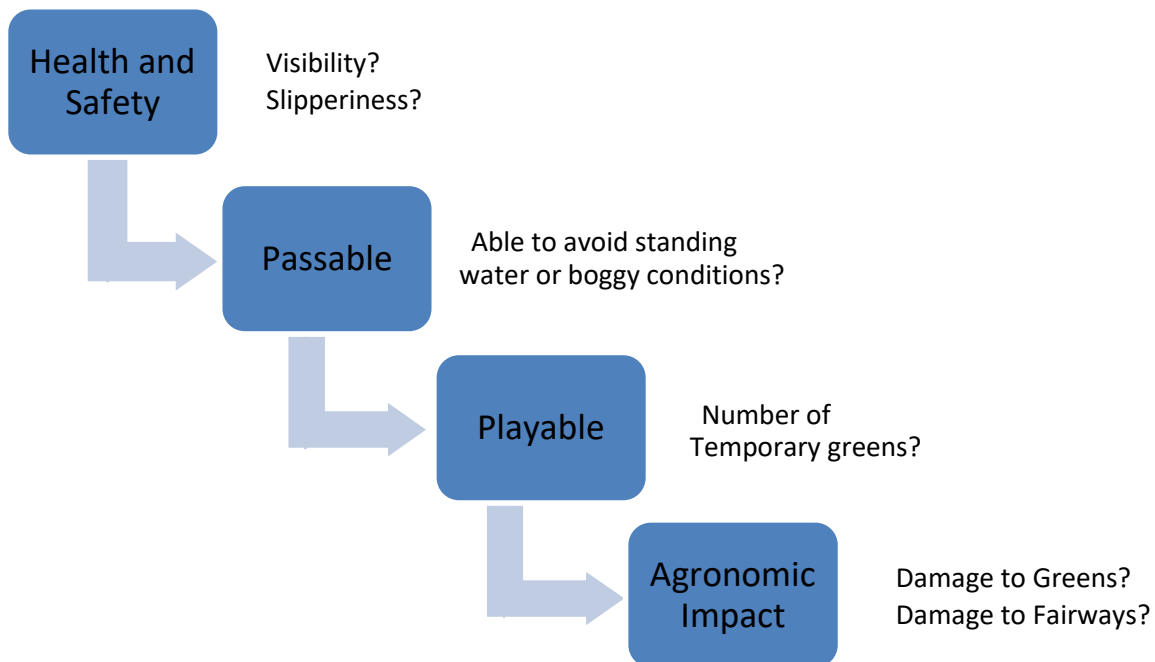 Health and
Safety
Visibility?
Slipperiness?
Passable
Able to avoid standing
water or boggy conditions?
Playable
Number of
Temporary greens?
Agronomic
Impact
Damage to Greens?
Damage to Fairways?